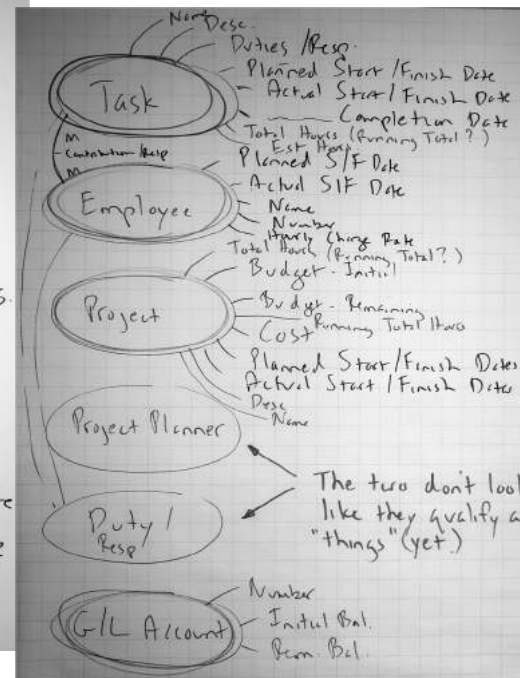 Name
Desc.
Duties / Resp.
Planned Start / Finish Date
Actual Start / Finish Date
Completion Date
Total Hours (Running Total?)
Est Hours
Task
M
Contribution / Resp
M
Planned S/F Date
Actual S/F Date
Name
Number
Hourly Charge Rate
Employee
Total Hours (Running Total?)
Budget - Initial
Budget - Remaining
Running Total Hours
Cost
Planned Start / Finish Dates
Actual Start / Finish Dates
Desc
Name
Project
Project Planner
The two don't look
like they qualify a
"things" (yet)
Duty /
Resp
Number
Initial Bal.
Rem. Bal.
G/L Account